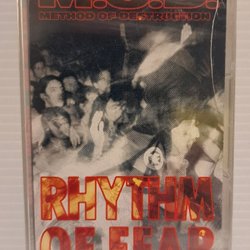 M.O.D.
METHOD OF DESTRUCTION
RHYTHM
OF FEAR